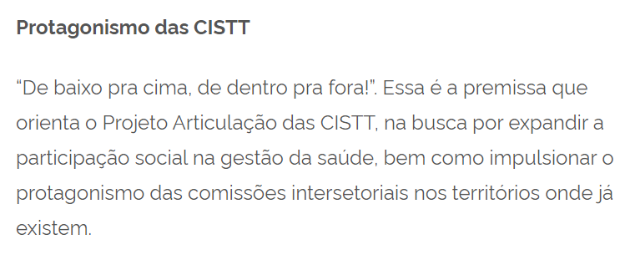 Protagonismo das CISTT
“De baixo pra cima, de dentro pra fora!”. Essa é a premissa que
orienta o Projeto Articulação das CISTT, na busca por expandir a
participação social na gestão da saúde, bem como impulsionar o
protagonismo das comissões intersetoriais nos territórios onde já
existem.